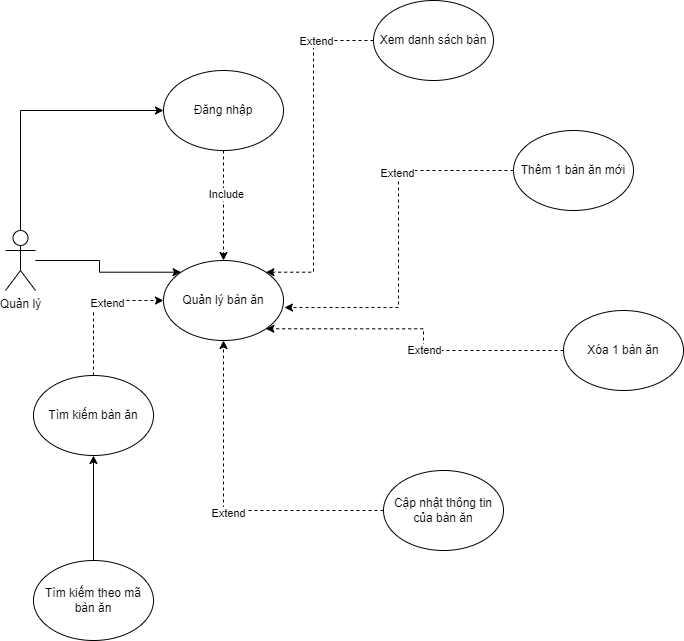 Xem danh sách bàn
Extend
Đăng nhập
Thêm 1 bàn ăn mới
Extend
Include
Quản lý
Quản lý bàn ăn
Extend
Xóa 1 bàn ăn
Extend
Tìm kiếm bàn ăn
Cập nhật thông tin
của bàn ăn
Extend
Tìm kiếm theo mã
bàn ăn